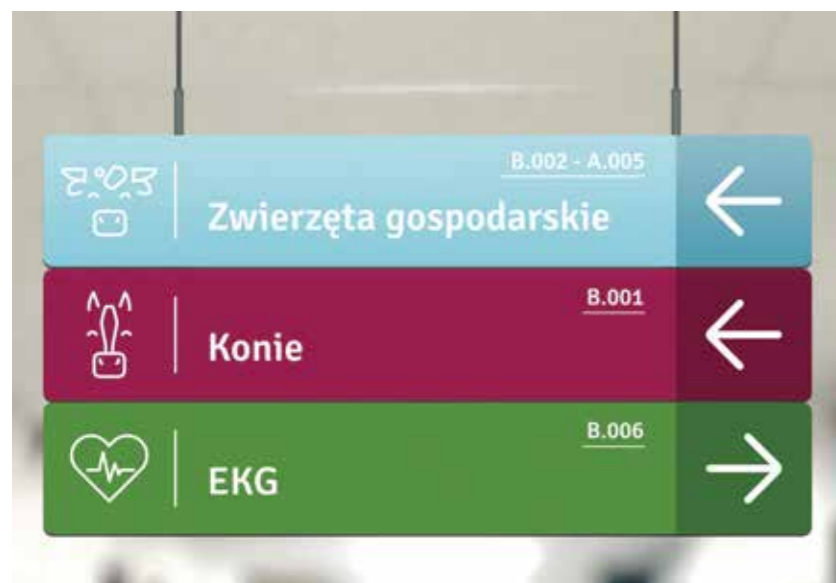 B.002 - A.005
Zwierzęta gospodarskie
B.001
Konie
B.006
EKG